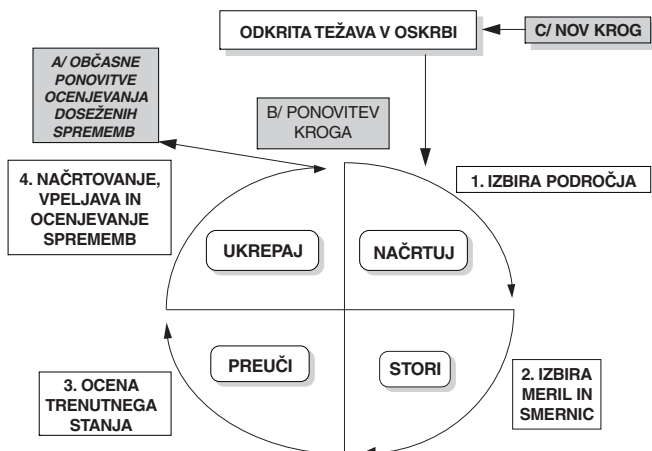 ODKRITA TEŽAVA V OSKRBI
C/ NOV KROG
A/ OBČASNE
PONOVITVE
OCENJEVANJA
DOSEŽENIH
SPREMEMB
B/ PONOVITEV
KROGA
4. NAČRTOVANJE,
VPELJAVA IN
OCENJEVANJE
SPREMEMB
1. IZBIRA PODROČJA
UKREPAJ
NAČRTUJ
PREUČI
STORI
3. OCENA
TRENUTNEGA
STANJA
2. IZBIRA
MERIL IN
SMERNIC